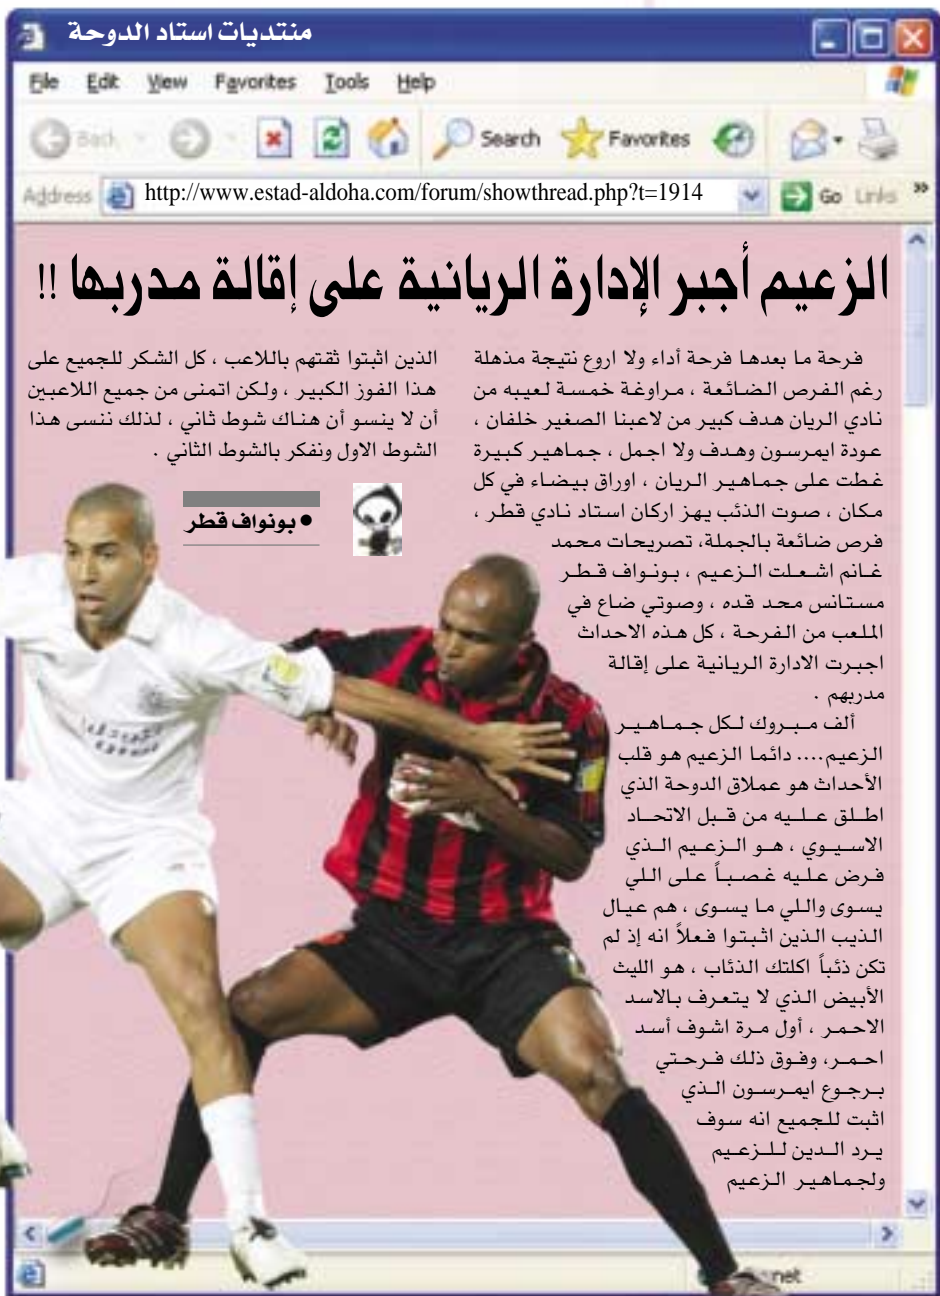 منتديات استاد الدوحة
File Edit View Favorites Tools Help
Back Search Favorites
Address http://www.estad-aldoha.com/forum/showthread.php?t=1914 Go Links »
الزعيم أجبر الإدارة الريانية على إقالة مدربها !!
فرحة ما بعدها فرحة أداء ولا اروع نتيجة مذهلة
رغم الفرص الضائعة ، مراوغة خمسة لعيبه من
نادي الريان هدف كبير من لاعبنا الصغير خلفان ،
عودة ايمرسون وهدف ولا اجمل ، جماهير كبيرة
غطت على جماهير الريان ، اوراق بيضاء في كل
مكان ، صوت الذئب يهز اركان استاد نادي قطر ،
فرص ضائعة بالجملة، تصريحات محمد
غانم اشعلت الزعيم ، بونواف قطر
مستانس محد قده ، وصوتي ضاع في
الملعب من الفرحة ، كل هذه الاحداث
اجبرت الادارة الريانية على إقالة
مدربهم .
ألف مبروك لكل جماهير
الزعيم.... دائما الزعيم هو قلب
الأحداث هو عملاق الدوحة الذي
اطلق عليه من قبل الاتحاد
الاسيوي ، هو الزعيم الذي
فرض عليه غصباً على اللي
يسوى واللي ما يسوى ، هم عيال
الذيب الذين اثبتوا فعلاً انه إذ لم
تكن ذئباً اكلتك الذئاب ، هو الليث
الأبيض الذي لا يتعرف بالاسد
الاحمر ، أول مرة اشوف أسد
احمر، وفوق ذلك فرحتي
برجوع ايمرسون الذي
اثبت للجميع انه سوف
يرد الدين للزعيم
ولجماهير الزعيم
الذين اثبتوا ثقتهم باللاعب ، كل الشكر للجميع على
هذا الفوز الكبير ، ولكن اتمنى من جميع اللاعبين
أن لا ينسو أن هناك شوط ثاني ، لذلك ننسى هذا
الشوط الاول ونفكر بالشوط الثاني .
● بونواف قطر
net